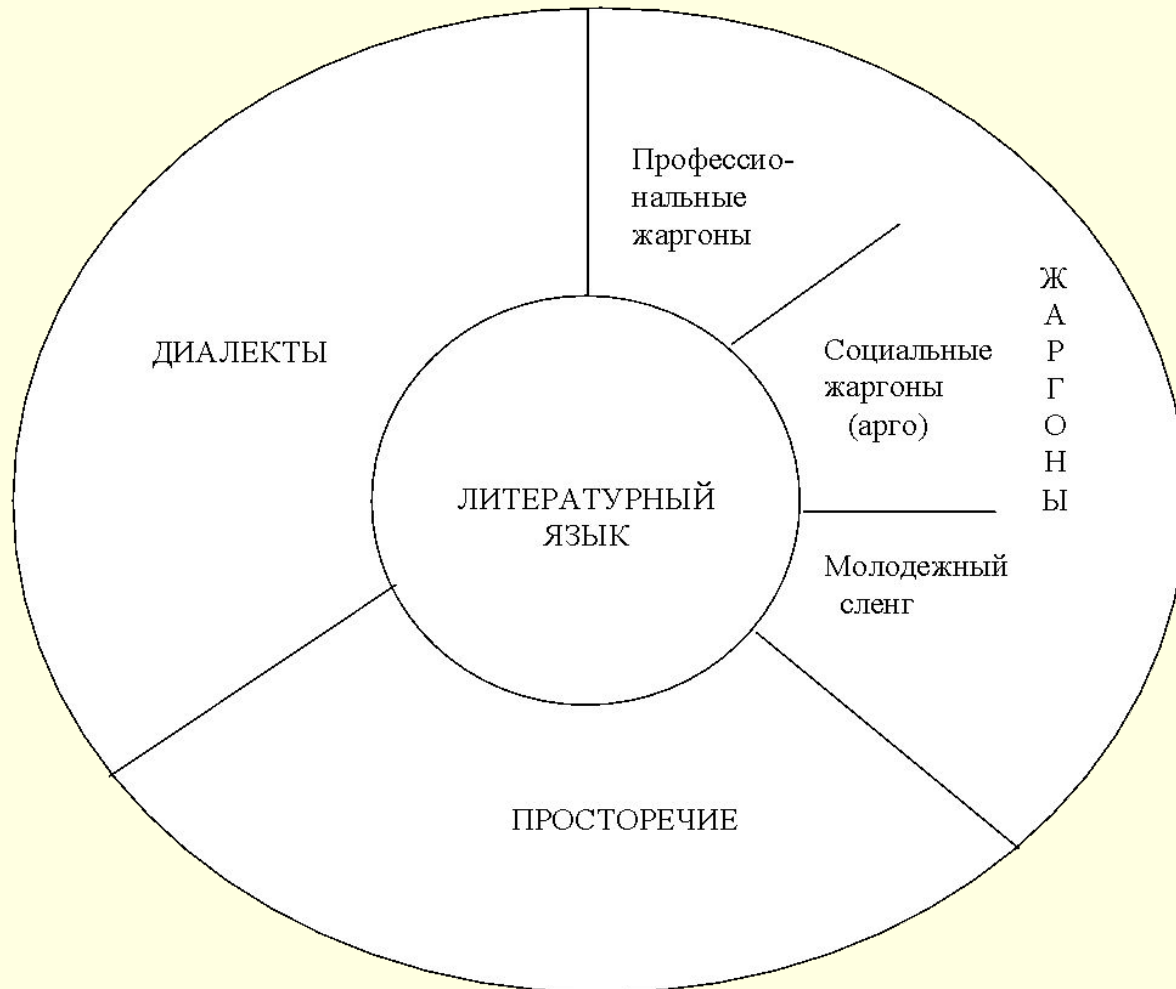 Профессио-
нальные
жаргоны
Ж
А
Р
Г
О
Н
Ы
ДИАЛЕКТЫ
Социальные
жаргоны
(арго)
ЛИТЕРАТУРНЫЙ
ЯЗЫК
Молодежный
сленг
ПРОСТОРЕЧИЕ